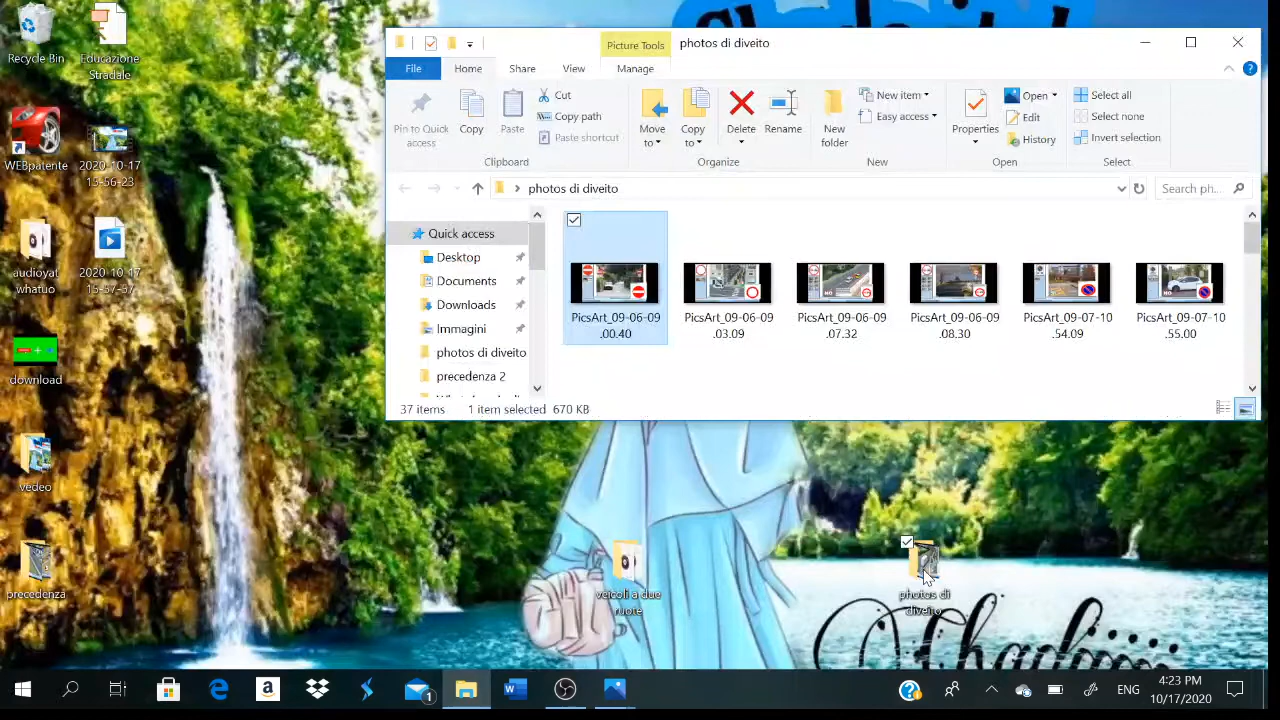 Recycle Bin
Educazione
Stradale
WEBpatente
2020-10-17
15-56-23
audioyat
whatuo
2020-10-17
15-37-37
download
vedeo
precedenza
Picture Tools
photos di diveito
File
Home
Share
View
Manage
Pin to Quick
access
Copy
Paste
Cut
Copy path
Paste shortcut
Clipboard
Move
to
Copy
to
Delete
Rename
Organize
New
folder
New item
Easy access
New
Properties
Open
Edit
History
Open
Select all
Select none
Invert selection
Select
photos di diveito
Search ph...
Quick access
Desktop
Documents
Downloads
Immagini
photos di diveito
precedenza 2
PicsArt_09-06-09
.00.40
PicsArt_09-06-09
.03.09
PicsArt_09-06-09
.07.32
PicsArt_09-06-09
.08.30
PicsArt_09-07-10
.54.09
PicsArt_09-07-10
.55.00
37 items
1 item selected 670 KB
veicoli a due
ruote
photos di
diveito
1
ENG
4:23 PM
10/17/2020